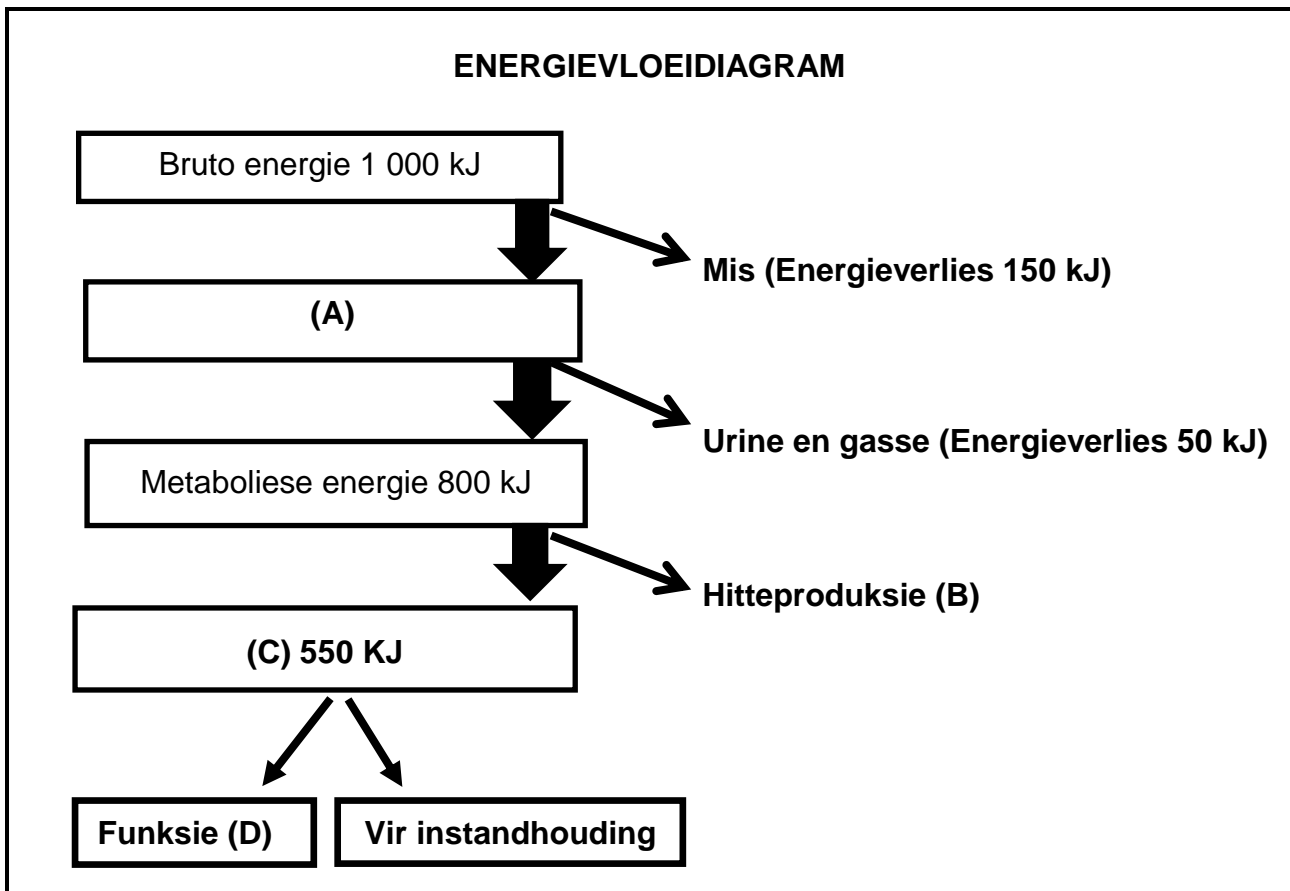 ENERGIEVLOEIDIAGRAM
Bruto energie 1 000 kJ
Mis (Energieverlies 150 kJ)
(A)
Urine en gasse (Energieverlies 50 kJ)
Metaboliese energie 800 kJ
Hitteproduksie (B)
(C) 550 KJ
Funksie (D)
Vir instandhouding